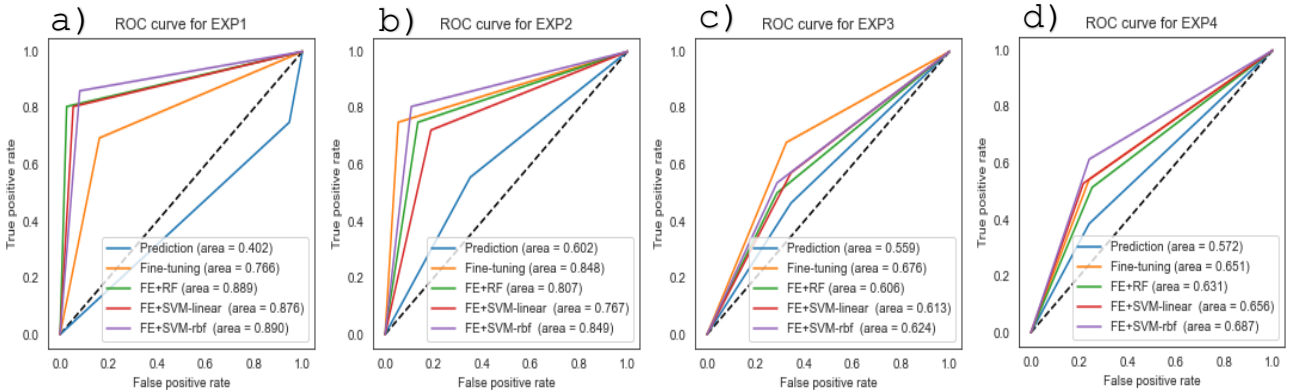 a)
ROC curve for EXP1
True positive rate
1.0
0.8
0.6
0.4
0.2
0.0
Prediction (area = 0.402)
Fine-tuning (area = 0.766)
FE+RF (area = 0.889)
FE+SVM-linear (area = 0.876)
FE+SVM-rbf (area = 0.890)
0.0 0.2 0.4 0.6 0.8 1.0
False positive rate
b)
ROC curve for EXP2
True positive rate
1.0
0.8
0.6
0.4
0.2
0.0
Prediction (area = 0.602)
Fine-tuning (area = 0.848)
FE+RF (area = 0.807)
FE+SVM-linear (area = 0.767)
FE+SVM-rbf (area = 0.849)
0.0 0.2 0.4 0.6 0.8 1.0
False positive rate
c)
ROC curve for EXP3
True positive rate
1.0
0.8
0.6
0.4
0.2
0.0
Prediction (area = 0.559)
Fine-tuning (area = 0.676)
FE+RF (area = 0.606)
FE+SVM-linear (area = 0.613)
FE+SVM-rbf (area = 0.624)
0.0 0.2 0.4 0.6 0.8 1.0
False positive rate
d)
ROC curve for EXP4
True positive rate
1.0
0.8
0.6
0.4
0.2
0.0
Prediction (area = 0.572)
Fine-tuning (area = 0.651)
FE+RF (area = 0.631)
FE+SVM-linear (area = 0.656)
FE+SVM-rbf (area = 0.687)
0.0 0.2 0.4 0.6 0.8 1.0
False positive rate